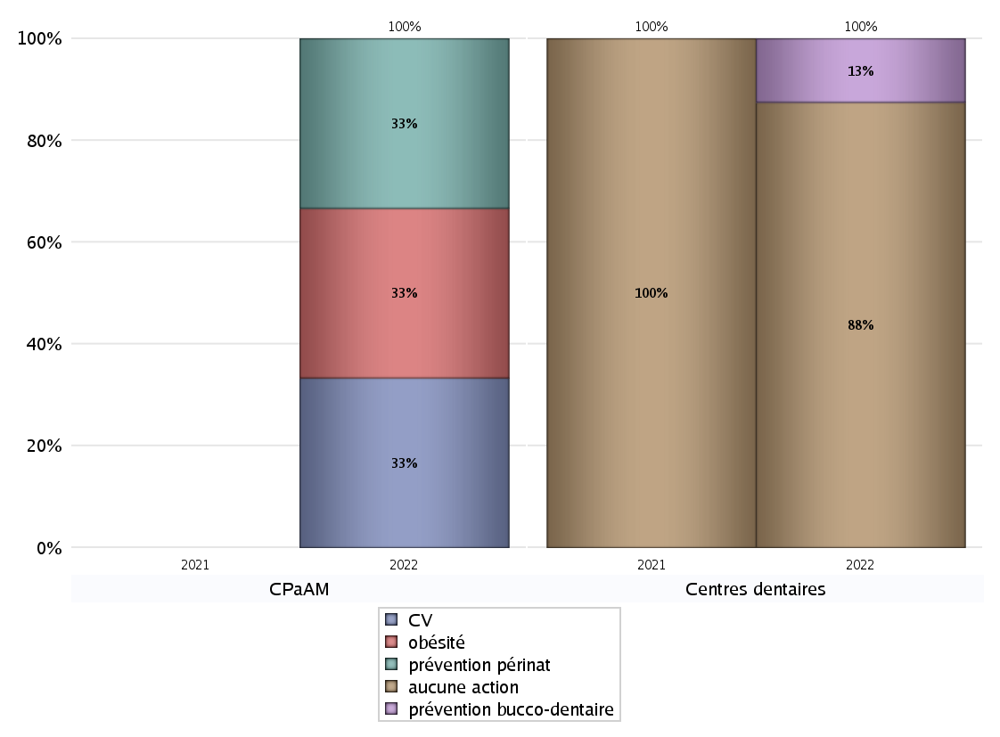 100% 100% 100%
100%
13%
33%
80%
60%
33% 100%
88%
40%
20%
33%
0%
2021 2022 2021 2022
CPaAM Centres dentaires
CV
obésité
prévention périnat
aucune action
prévention bucco-dentaire